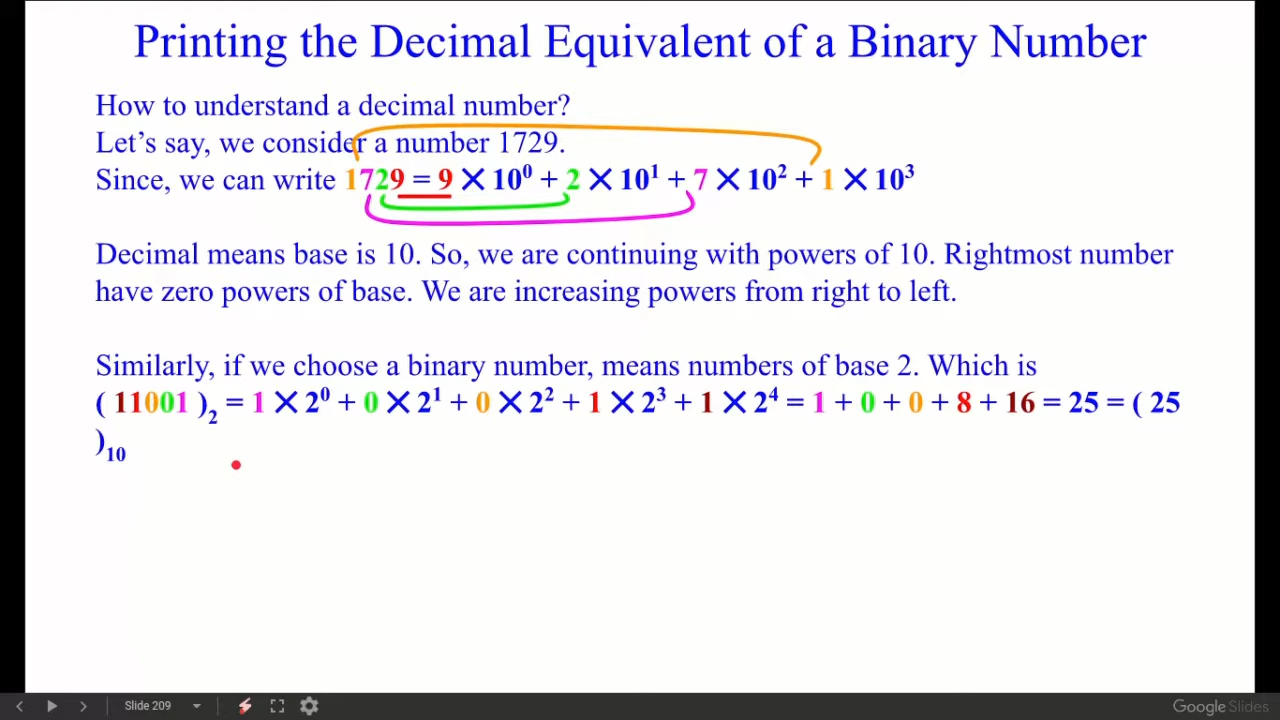 Printing the Decimal Equivalent of a Binary Number
How to understand a decimal number?
Let's say, we consider a number 1729.
Since, we can write 1729 = 9 ✕ 10⁰ + 2 ✕ 10¹ + 7 ✕ 10² + 1 ✕ 10³
Decimal means base is 10. So, we are continuing with powers of 10. Rightmost number
have zero powers of base. We are increasing powers from right to left.
Similarly, if we choose a binary number, means numbers of base 2. Which is
( 11001 )₂ = 1 ✕ 2⁰ + 0 ✕ 2¹ + 0 ✕ 2² + 1 ✕ 2³ + 1 ✕ 2⁴ = 1 + 0 + 0 + 8 + 16 = 25 = ( 25
)₁₀
Slide 209
Google Slides